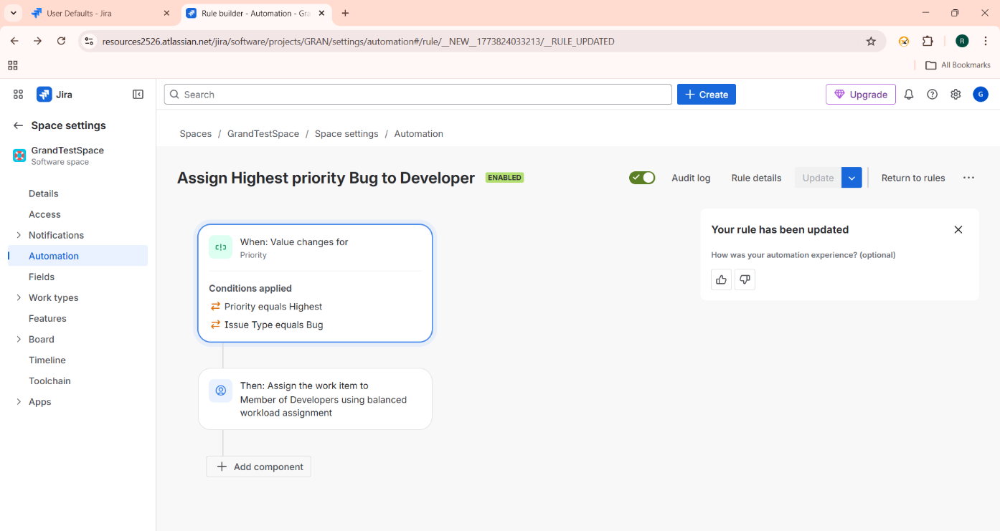 User Defaults - Jira
Rule builder - Automation - Gra
resources2526.atlassian.net/jira/software/projects/GRAN/settings/automation#/rule/__NEW__1773824033213/__RULE_UPDATED
R
All Bookmarks
Jira
Search
Create
Upgrade
G
Space settings
GrandTestSpace
Software space
Details
Access
Notifications
Automation
Fields
Work types
Features
Board
Timeline
Toolchain
Apps
Spaces / GrandTestSpace / Space settings / Automation
Assign Highest priority Bug to Developer ENABLED
Audit log Rule details Update Return to rules
When: Value changes for
Priority
Conditions applied
Priority equals Highest
Issue Type equals Bug
Then: Assign the work item to
Member of Developers using balanced
workload assignment
Add component
Your rule has been updated
How was your automation experience? (optional)